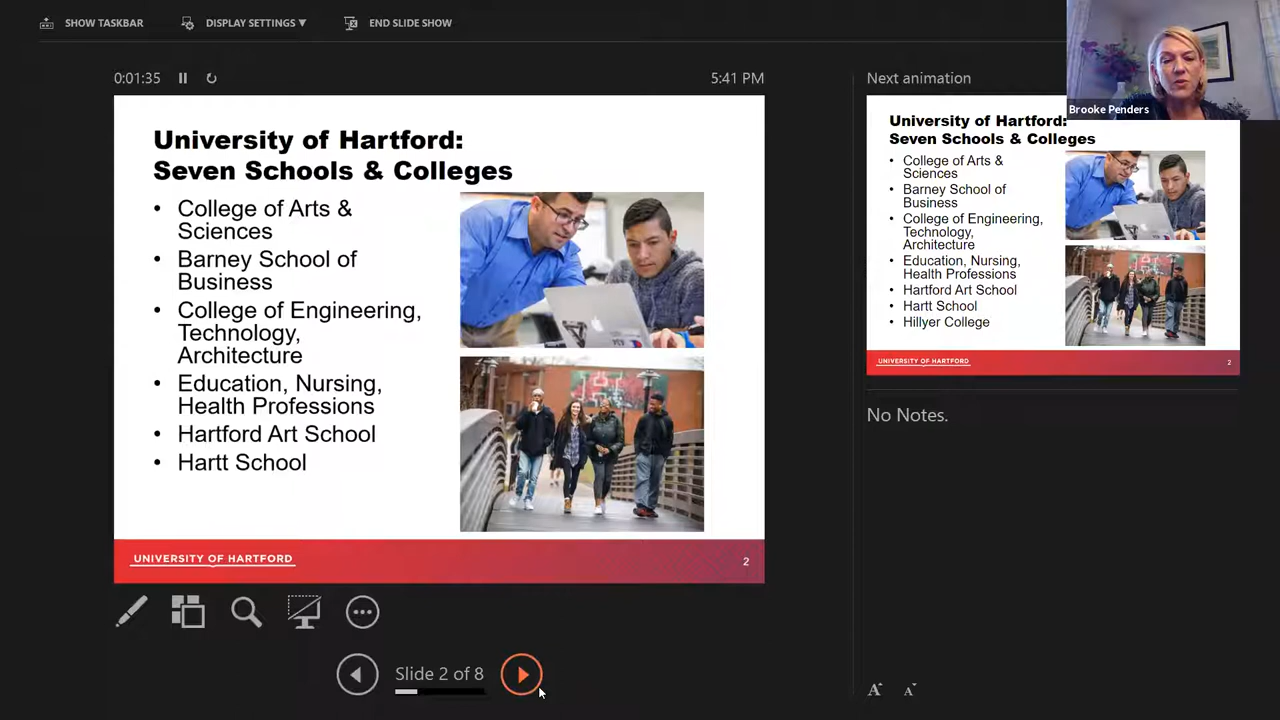 SHOW TASKBAR
DISPLAY SETTINGS ▼
END SLIDE SHOW
0:01:35
5:41 PM
University of Hartford:
Seven Schools & Colleges
• College of Arts &
Sciences
• Barney School of
Business
• College of Engineering,
Technology,
Architecture
• Education, Nursing,
Health Professions
• Hartford Art School
• Hartt School
UNIVERSITY OF HARTFORD
2
Slide 2 of 8
Next animation
Brooke Penders
University of Hartford:
Seven Schools & Colleges
• College of Arts &
Sciences
• Barney School of
Business
• College of Engineering,
Technology,
Architecture
• Education, Nursing,
Health Professions
• Hartford Art School
• Hartt School
• Hillyer College
UNIVERSITY OF HARTFORD
2
No Notes.
A
A